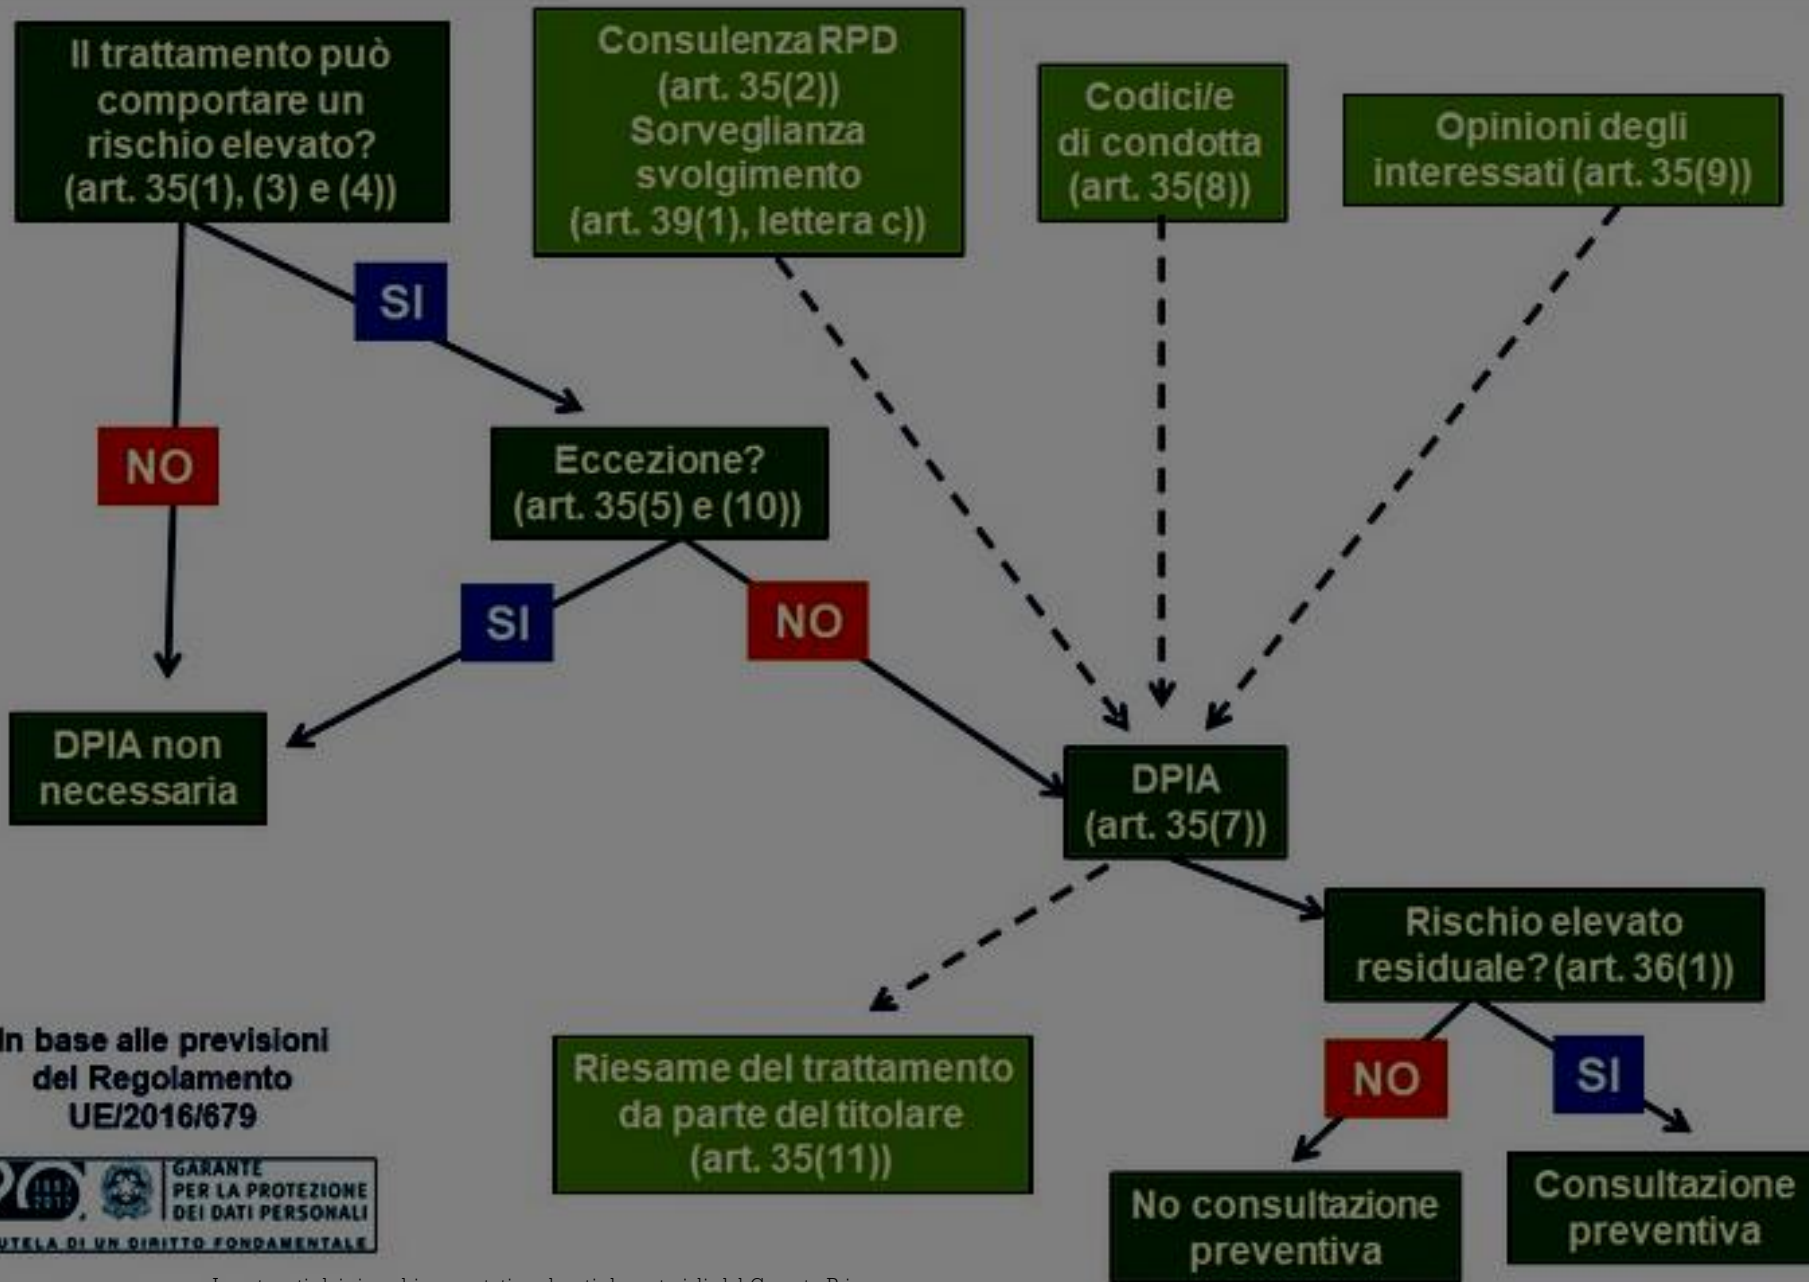 Il trattamento può
comportare un
rischio elevato?
(art. 35(1), (3) e (4))
Consulenza RPD
(art. 35(2))
Sorveglianza
svolgimento
(art. 39(1), lettera c))
Codici/e
di condotta
(art. 35(8))
Opinioni degli
interessati (art. 35(9))
SI
NO
Eccezione?
(art. 35(5) e (10))
SI
NO
DPIA non
necessaria
DPIA
(art. 35(7))
Rischio elevato
residuale? (art. 36(1))
NO
SI
Riesame del trattamento
da parte del titolare
(art. 35(11))
No consultazione
preventiva
Consultazione
preventiva
In base alle previsioni
del Regolamento
UE/2016/679
GARANTE
PER LA PROTEZIONE
DEI DATI PERSONALI
UTELA DI UN DIRITTO FONDAMENTALE